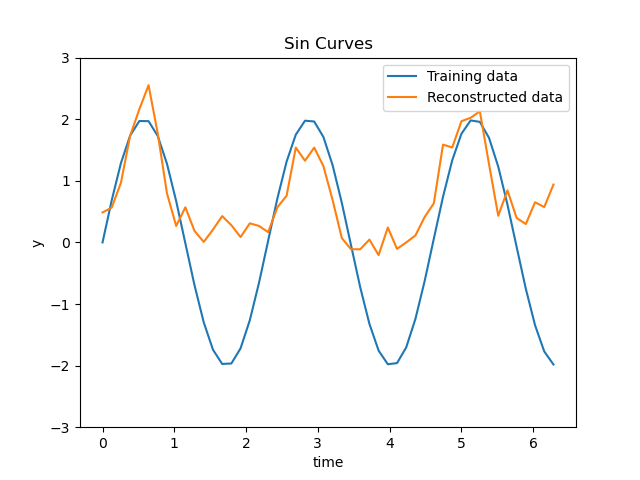 Sin Curves
Training data
Reconstructed data
3
2
1
0
−1
−2
−3
y
0 1 2 3 4 5 6
time